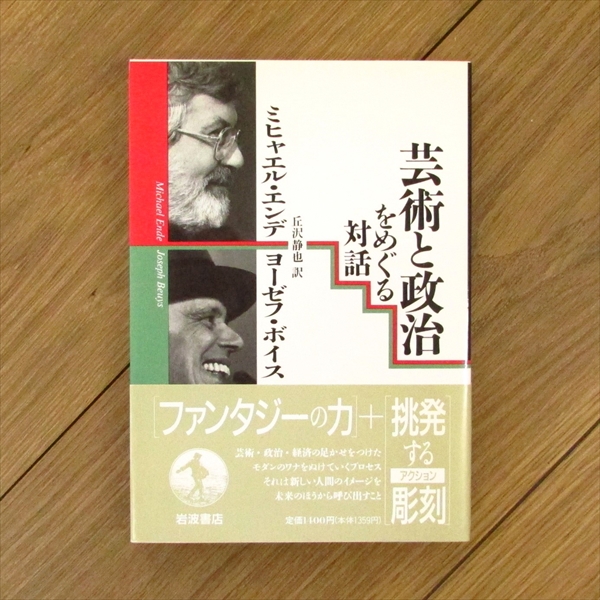 芸術と政治
をめぐる
対話
ミヒャエル・エンデ ヨーゼフ・ボイス
丘沢静也 訳
Michael Ende Joseph Beuys
[ファンタジーの力]+[挑発する
アクション
彫刻]
芸術・政治・経済の足かせをつけた
モダンのワナをぬけていくプロセス
それは新しい人間のイメージを
未来のほうから呼び出すこと
岩波書店
定価1400円(本体1359円)